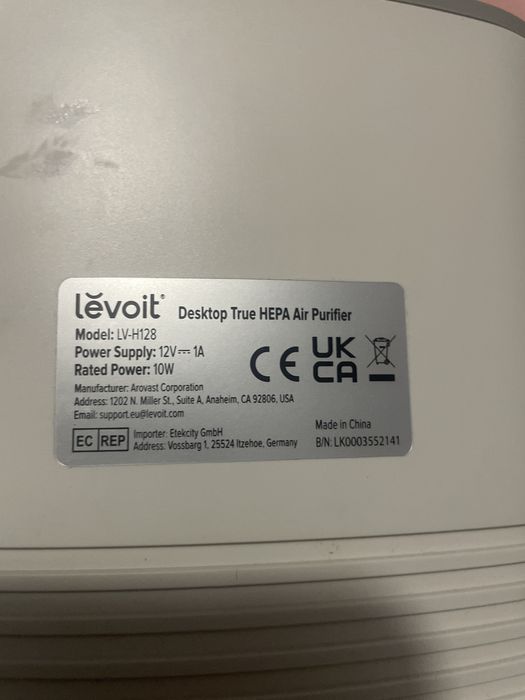 levoit® Desktop True HEPA Air Purifier
Model: LV-H128
Power Supply: 12V⎓1A
Rated Power: 10W
CE UK CA
Manufacturer: Arovast Corporation
Address: 1202 N. Miller St., Suite A, Anaheim, CA 92806, USA
Email: support.eu@levoit.com
EC REP
Importer: Etekcity GmbH
Address: Vossbarg 1, 25524 Itzehoe, Germany
Made in China
B/N: LK0003552141